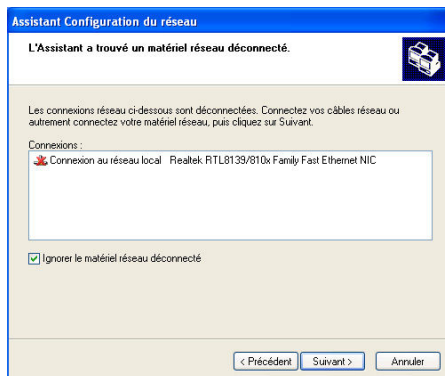 Assistant Configuration du réseau
L'Assistant a trouvé un matériel réseau déconnecté.
Les connexions réseau ci-dessous sont déconnectées. Connectez vos câbles réseau ou
autrement connectez votre matériel réseau, puis cliquez sur Suivant.
Connexions :
Connexion au réseau local Realtek RTL8139/810x Family Fast Ethernet NIC
Ignorer le matériel réseau déconnecté
< Précédent Suivant > Annuler